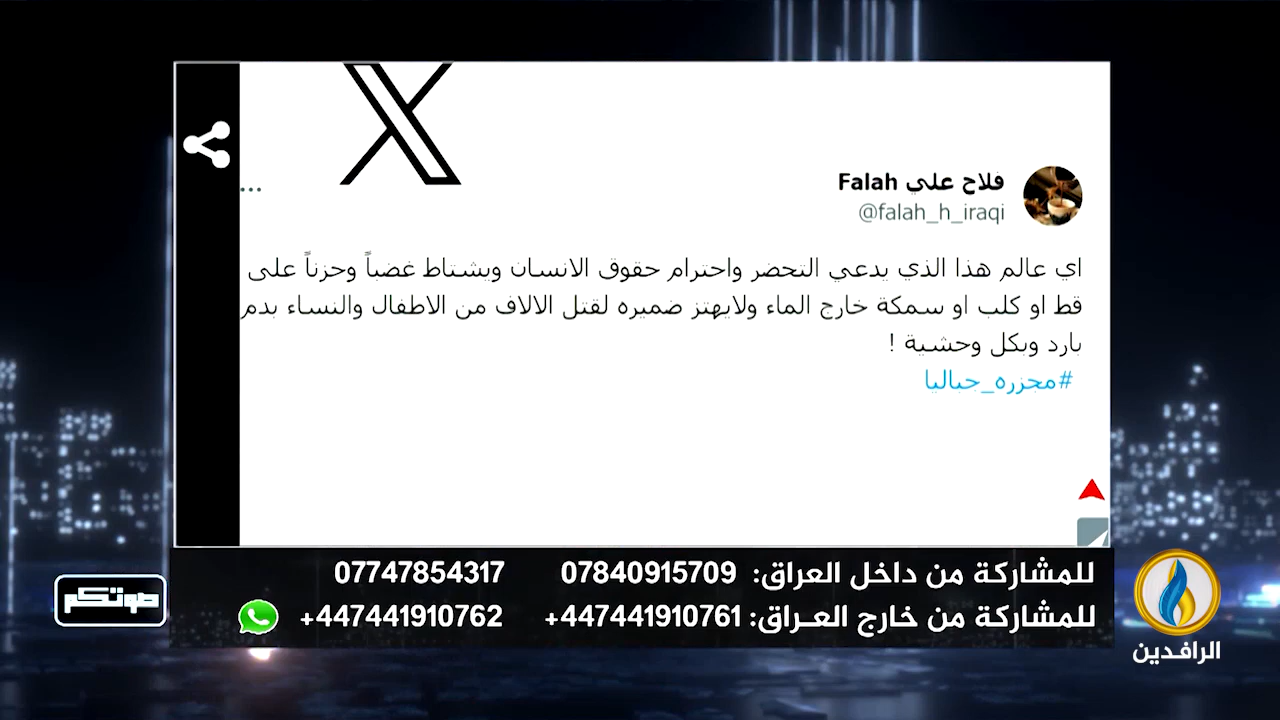 فلاح علي Falah
@falah_h_iraqi
...
اي عالم هذا الذي يدعي التحضر واحترام حقوق الانسان ويشتاط غضباً وحزناً على
قط او كلب او سمكة خارج الماء ولايهتز ضميره لقتل الالاف من الاطفال والنساء بدم
بارد وبكل وحشية !
#مجزره_جباليا
للمشاركة من داخل العراق: 07840915709 07747854317
للمشاركة من خارج العـراق: 447441910761+ 447441910762+
صوتكم
الرافدين